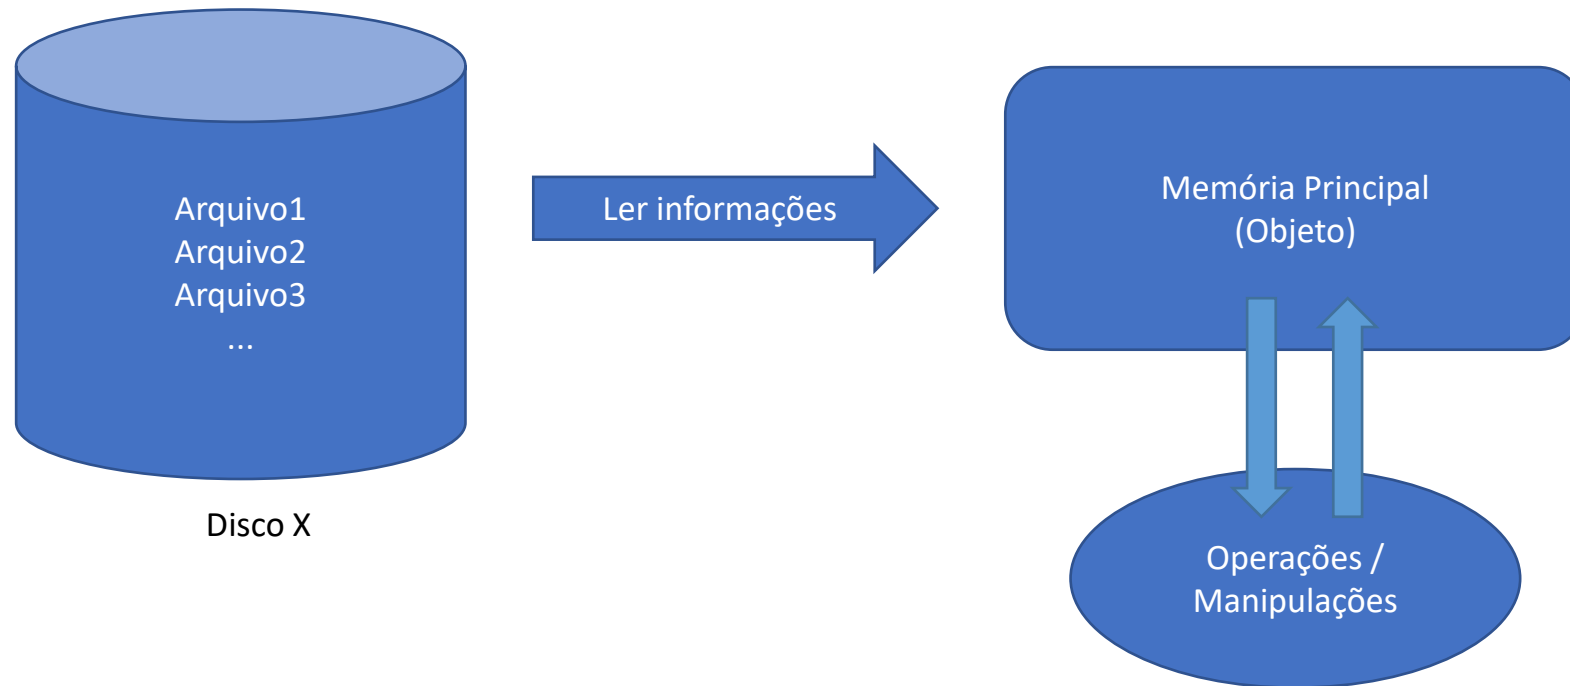 Arquivo1
Arquivo2
Arquivo3
...
Disco X
Ler informações
Memória Principal
(Objeto)
Operações /
Manipulações